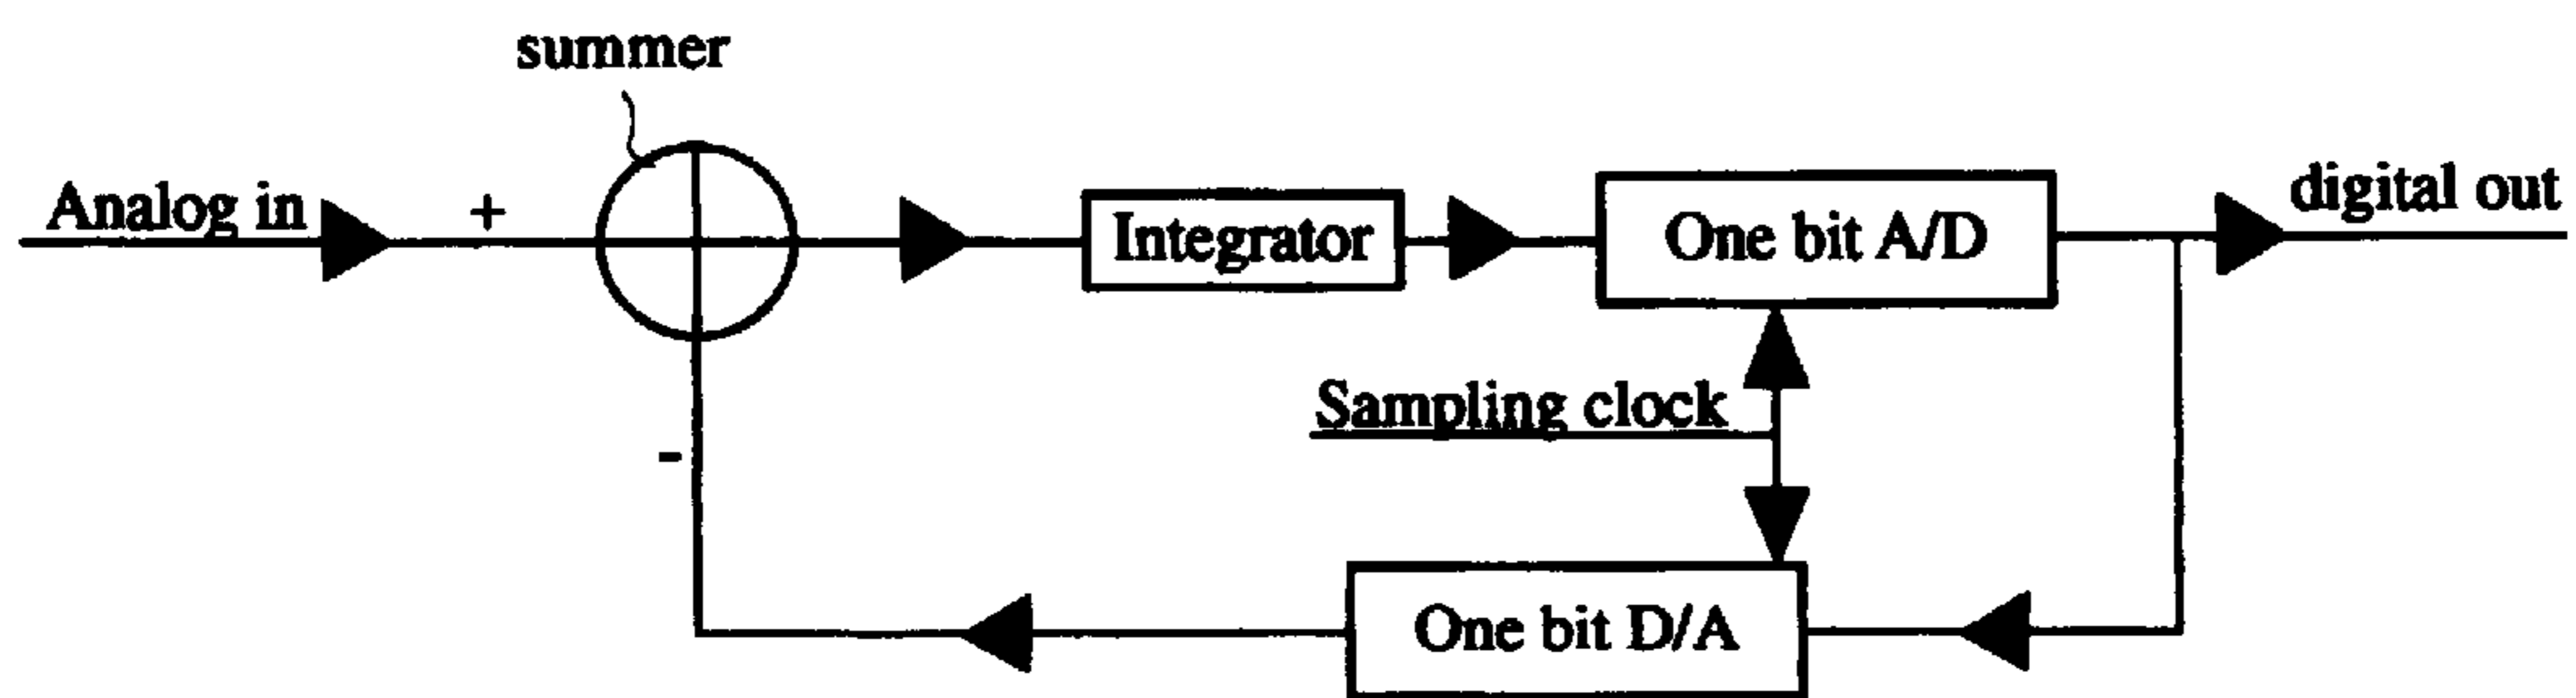 summer
Analog in
+
Integrator
One bit A/D
digital out
Sampling clock
-
One bit D/A